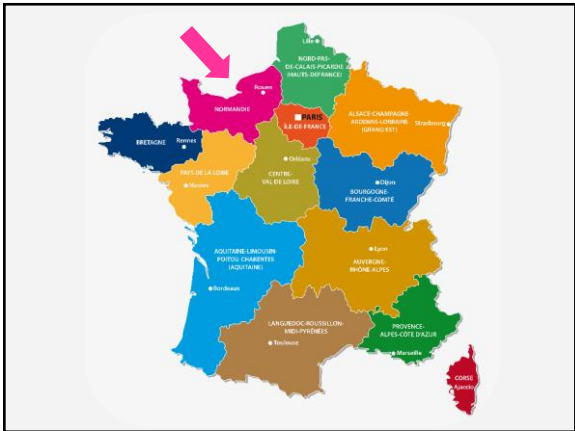 Lille
NORD-PAS-
DE-CALAIS-PICARDIE
(HAUTS-DEFRANCE)
Rouen
NORMANDIE
PARIS
ÎLE-DE-FRANCE
ALSACE-CHAMPAGNE-
ARDENNE-LORRAINE
(GRAND EST)
Strasbourg
BRETAGNE
Rennes
PAYS DE LA LOIRE
Nantes
Orléans
CENTRE-
VAL DE LOIRE
Dijon
BOURGOGNE-
FRANCHE-COMTÉ
AQUITAINE-LIMOUSIN-
POITOU-CHARENTES
(AQUITAINE)
Bordeaux
Lyon
AUVERGNE-
RHÔNE-ALPES
LANGUEDOC-ROUSSILLON-
MIDI-PYRÉNÉES
Toulouse
PROVENCE-
ALPES-CÔTE D'AZUR
Marseille
CORSE
Ajaccio